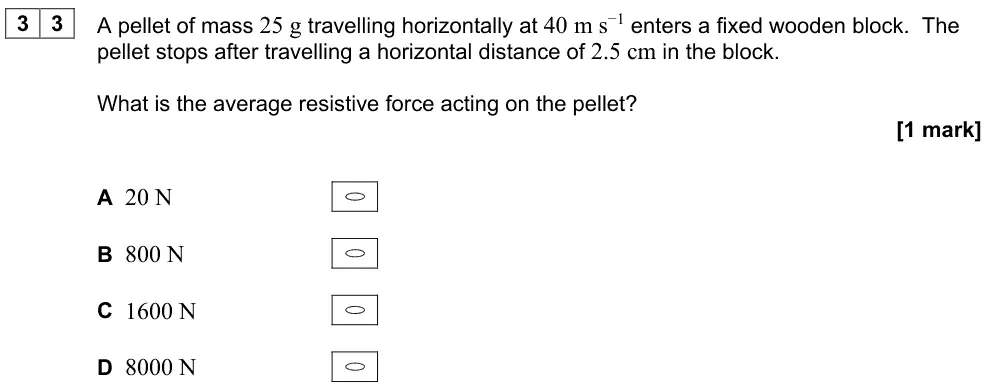 3 3 A pellet of mass 25 g travelling horizontally at 40 m s⁻¹ enters a fixed wooden block. The
pellet stops after travelling a horizontal distance of 2.5 cm in the block.
What is the average resistive force acting on the pellet?
[1 mark]
A 20 N
B 800 N
C 1600 N
D 8000 N